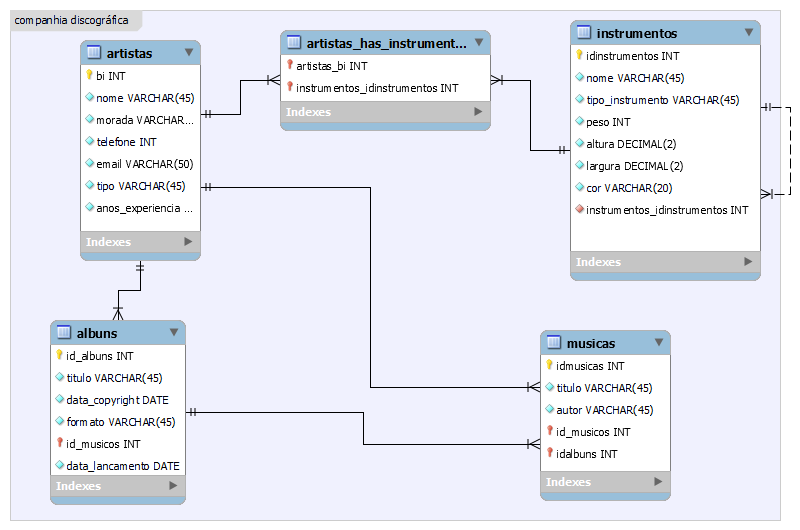 companhia discográfica
artistas
bi INT
nome VARCHAR(45)
morada VARCHAR...
telefone INT
email VARCHAR(50)
tipo VARCHAR(45)
anos_experiencia ...
Indexes
artistas_has_instrument...
artistas_bi INT
instrumentos_idinstrumentos INT
Indexes
instrumentos
idinstrumentos INT
nome VARCHAR(45)
tipo_instrumento VARCHAR(45)
peso INT
altura DECIMAL(2)
largura DECIMAL(2)
cor VARCHAR(20)
instrumentos_idinstrumentos INT
Indexes
albuns
id_albuns INT
titulo VARCHAR(45)
data_copyright DATE
formato VARCHAR(45)
id_musicos INT
data_lancamento DATE
Indexes
musicas
idmusicas INT
titulo VARCHAR(45)
autor VARCHAR(45)
id_musicos INT
idalbuns INT
Indexes